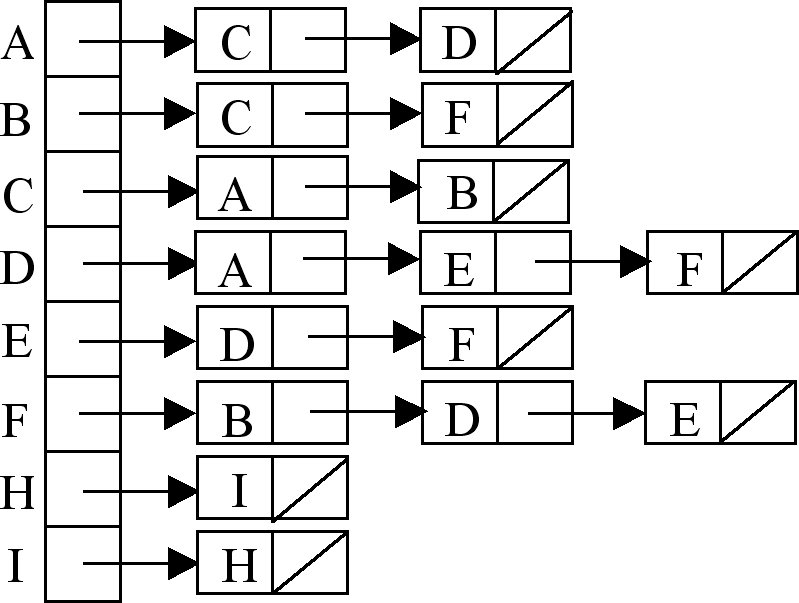 A C D
B C F
C A B
D A E F
E D F
F B D E
H I
I H